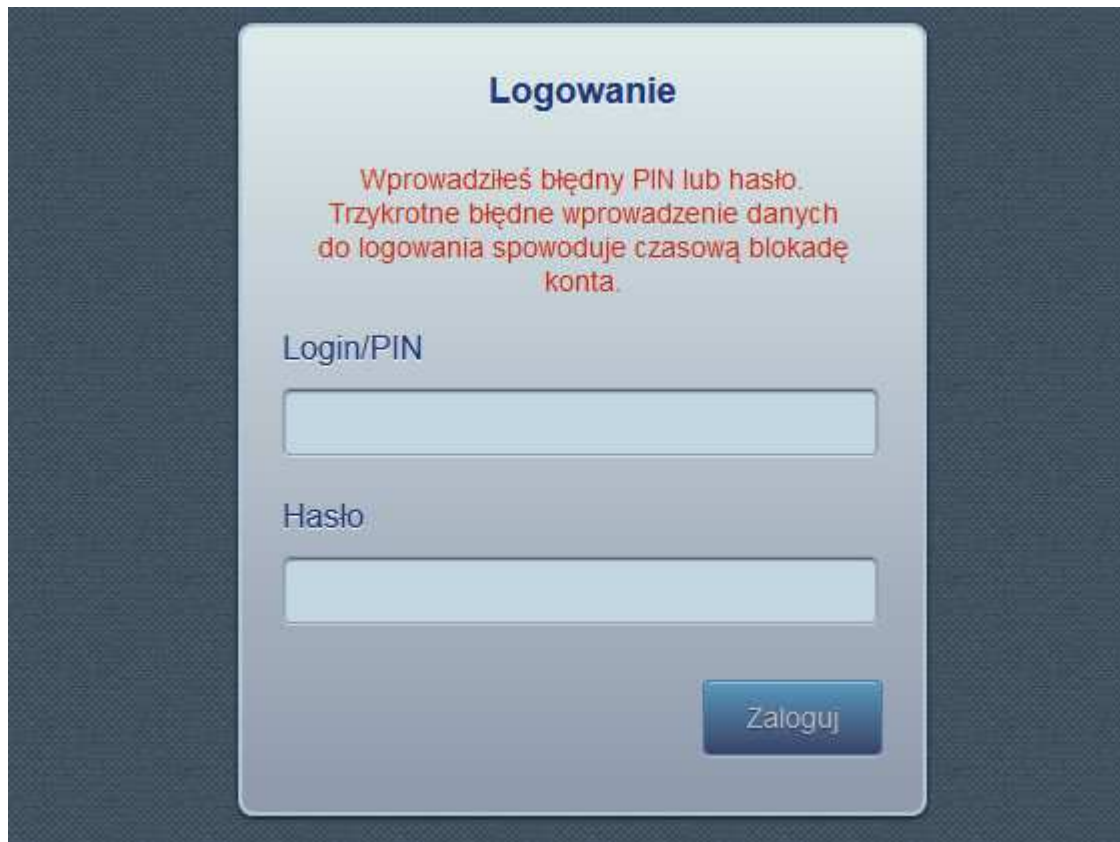 Logowanie
Wprowadziłeś błędny PIN lub hasło.
Trzykrotne błędne wprowadzenie danych
do logowania spowoduje czasową blokadę
konta.
Login/PIN
Hasło
Zaloguj